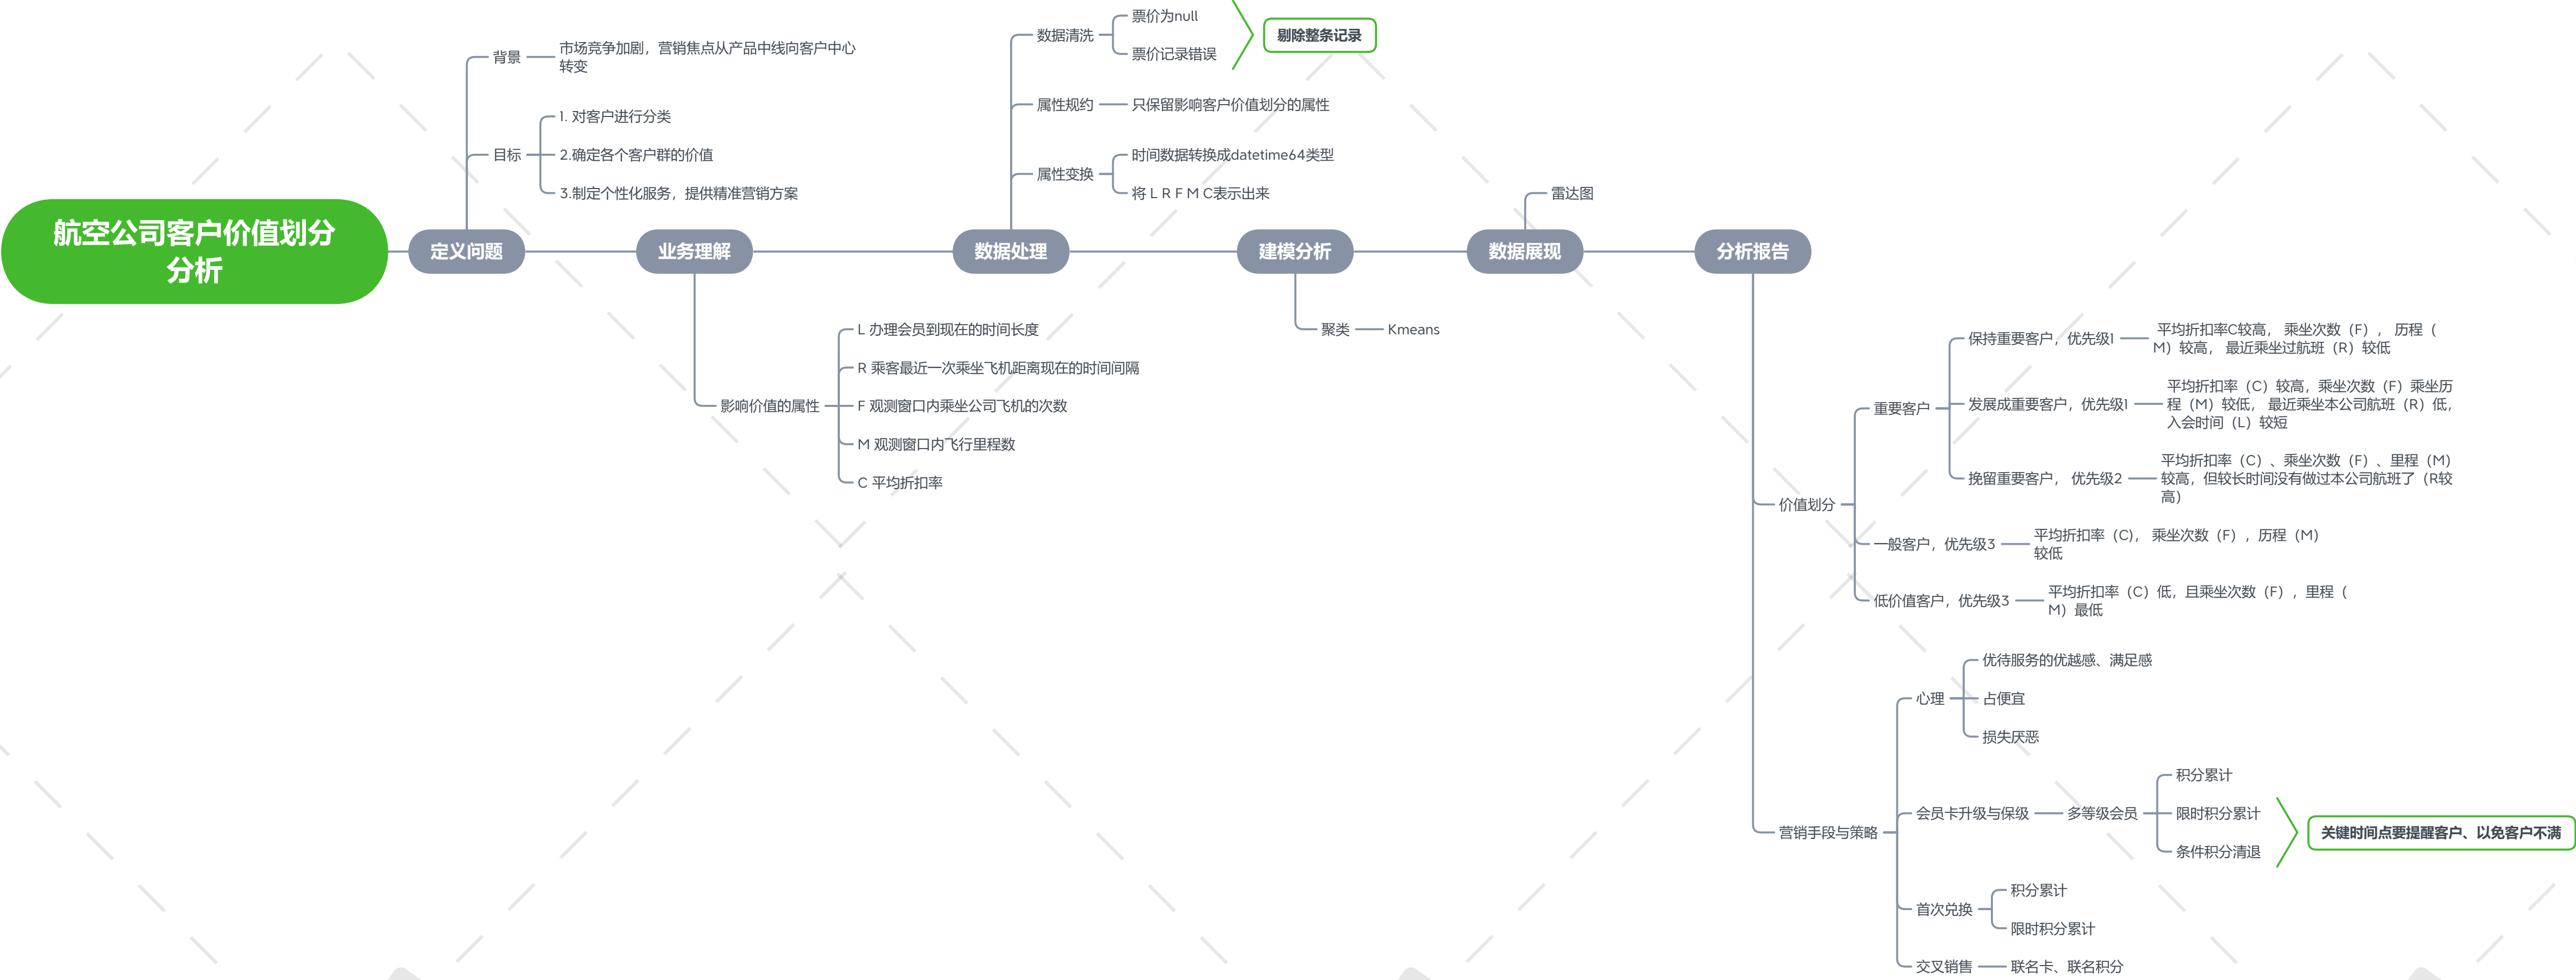 航空公司客户价值划分
分析
定义问题
背景
市场竞争加剧，营销焦点从产品中线向客户中心
转变
目标
1. 对客户进行分类
2.确定各个客户群的价值
3.制定个性化服务，提供精准营销方案
业务理解
影响价值的属性
L 办理会员到现在的时间长度
R 乘客最近一次乘坐飞机距离现在的时间间隔
F 观测窗口内乘坐公司飞机的次数
M 观测窗口内飞行里程数
C 平均折扣率
数据处理
数据清洗
票价为null
票价记录错误
剔除整条记录
属性规约
只保留影响客户价值划分的属性
属性变换
时间数据转换成datetime64类型
将 L R F M C表示出来
建模分析
聚类
Kmeans
数据展现
雷达图
分析报告
价值划分
重要客户
保持重要客户，优先级1
平均折扣率C较高， 乘坐次数（F）， 历程（
M）较高， 最近乘坐过航班（R）较低
发展成重要客户，优先级1
平均折扣率（C）较高，乘坐次数（F）乘坐历
程（M）较低， 最近乘坐本公司航班（R）低，
入会时间（L）较短
挽留重要客户， 优先级2
平均折扣率（C）、乘坐次数（F）、里程（M）
较高，但较长时间没有做过本公司航班了（R较
高）
一般客户，优先级3
平均折扣率（C)， 乘坐次数（F），历程（M）
较低
低价值客户，优先级3
平均折扣率（C）低，且乘坐次数（F），里程（
M）最低
营销手段与策略
心理
优待服务的优越感、满足感
占便宜
损失厌恶
会员卡升级与保级
多等级会员
积分累计
限时积分累计
条件积分清退
关键时间点要提醒客户、以免客户不满
首次兑换
积分累计
限时积分累计
交叉销售
联名卡、联名积分